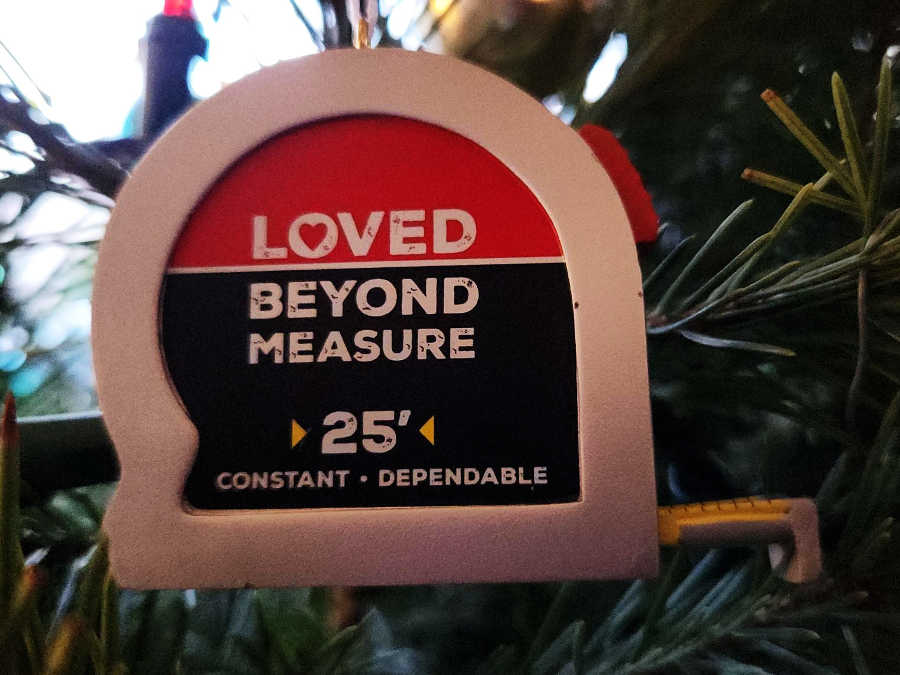 LOVED
BEYOND
MEASURE
25'
CONSTANT • DEPENDABLE